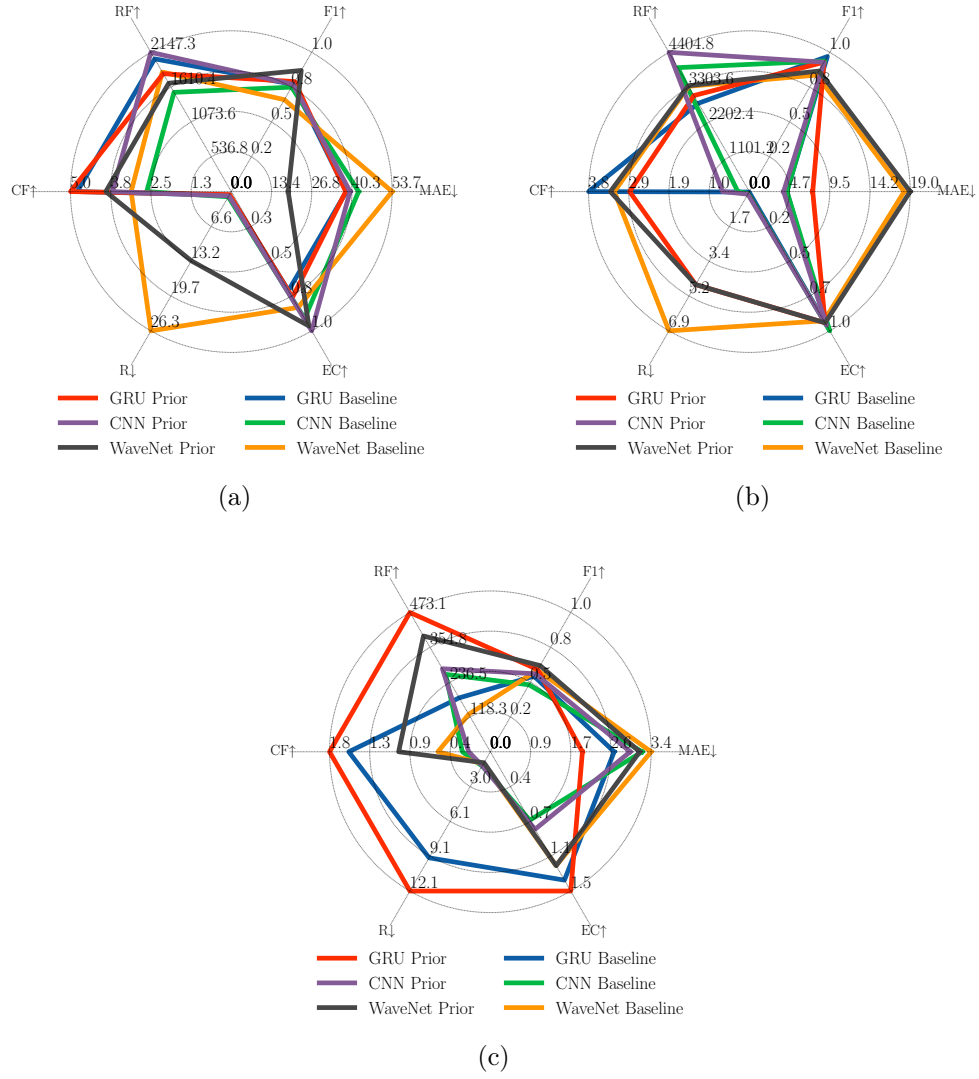 RF↑ F1↑
2147.3 1.0
1610.4 0.8
1073.6 0.5
536.8 0.2
CF↑ 5.0 3.8 2.5 1.3 0.0 13.4 26.8 40.3 53.7 MAE↓
6.6 0.3
13.2 0.5
19.7 0.8
26.3 1.0
R↓ EC↑
GRU Prior GRU Baseline
CNN Prior CNN Baseline
WaveNet Prior WaveNet Baseline
(a)
RF↑ F1↑
4404.8 1.0
3303.6 0.8
2202.4 0.5
1101.2 0.2
CF↑ 3.8 2.9 1.9 1.0 0.0 4.7 9.5 14.2 19.0 MAE↓
1.7 0.2
3.4 0.5
5.2 0.7
6.9 1.0
R↓ EC↑
GRU Prior GRU Baseline
CNN Prior CNN Baseline
WaveNet Prior WaveNet Baseline
(b)
RF↑ F1↑
473.1 1.0
354.8 0.8
236.5 0.5
118.3 0.2
CF↑ 1.8 1.3 0.9 0.4 0.0 0.9 1.7 2.6 3.4 MAE↓
3.0 0.4
6.1 0.7
9.1 1.1
12.1 1.5
R↓ EC↑
GRU Prior GRU Baseline
CNN Prior CNN Baseline
WaveNet Prior WaveNet Baseline
(c)